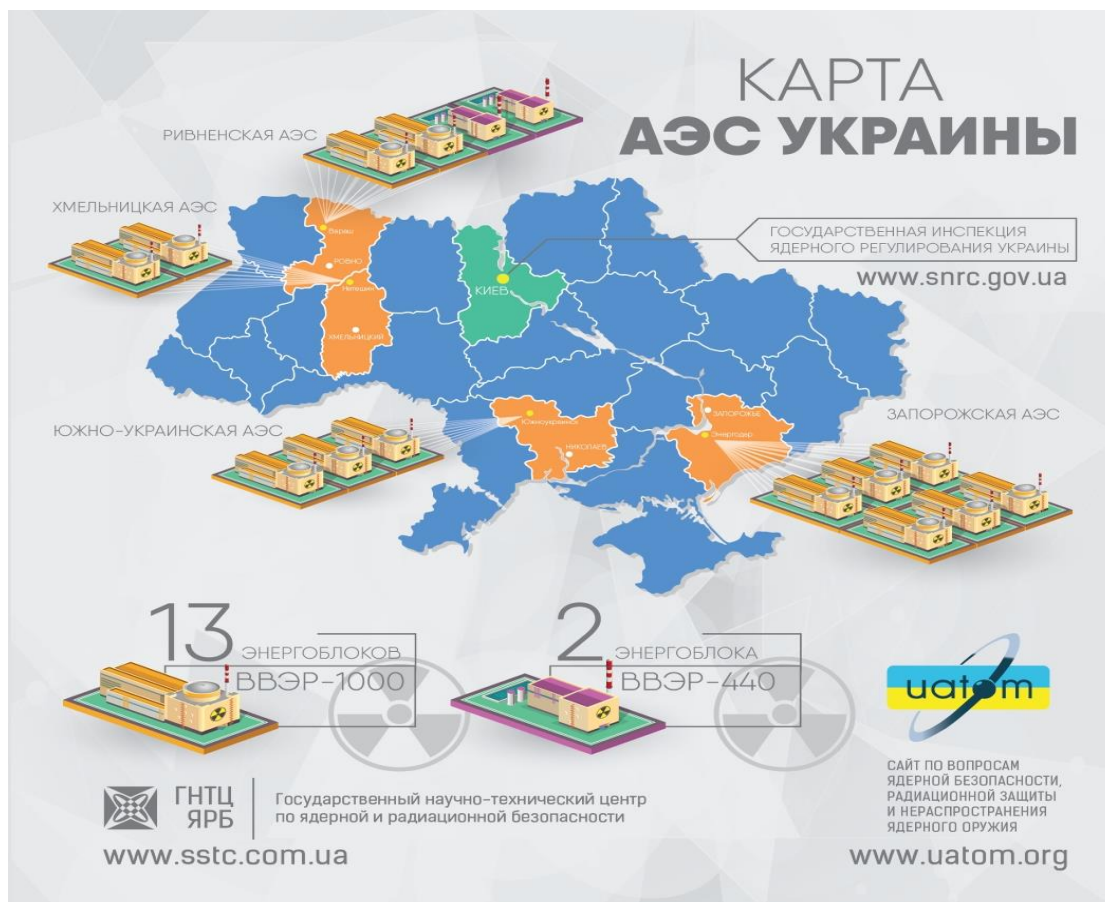 КАРТА
АЭС УКРАИНЫ
РИВНЕНСКАЯ АЭС
ХМЕЛЬНИЦКАЯ АЭС
Вараш
РОВНО
Нетешин
ХМЕЛЬНИЦКИЙ
КИЕВ
ГОСУДАРСТВЕННАЯ ИНСПЕКЦИЯ
ЯДЕРНОГО РЕГУЛИРОВАНИЯ УКРАИНЫ
www.snrc.gov.ua
ЮЖНО-УКРАИНСКАЯ АЭС
Южноукраинск
НИКОЛАЕВ
ЗАПОРОЖЬЕ
Энергодар
ЗАПОРОЖСКАЯ АЭС
13
ЭНЕРГОБЛОКОВ
ВВЭР-1000
2
ЭНЕРГОБЛОКА
ВВЭР-440
uatom
САЙТ ПО ВОПРОСАМ
ЯДЕРНОЙ БЕЗОПАСНОСТИ,
РАДИАЦИОННОЙ ЗАЩИТЫ
И НЕРАСПРОСТРАНЕНИЯ
ЯДЕРНОГО ОРУЖИЯ
www.uatom.org
ГНТЦ
ЯРБ
Государственный научно-технический центр
по ядерной и радиационной безопасности
www.sstc.com.ua